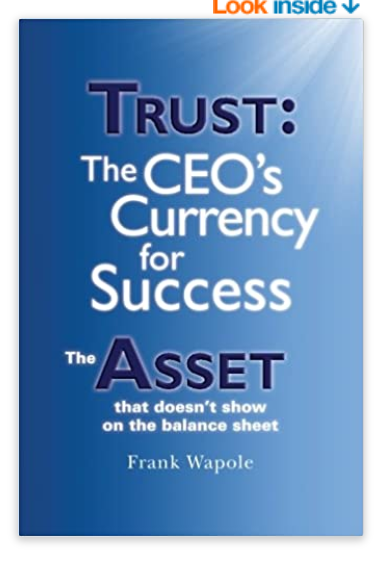 Look inside ↓
TRUST:
The CEO's
Currency
for
Success
The ASSET
that doesn't show
on the balance sheet
Frank Wapole